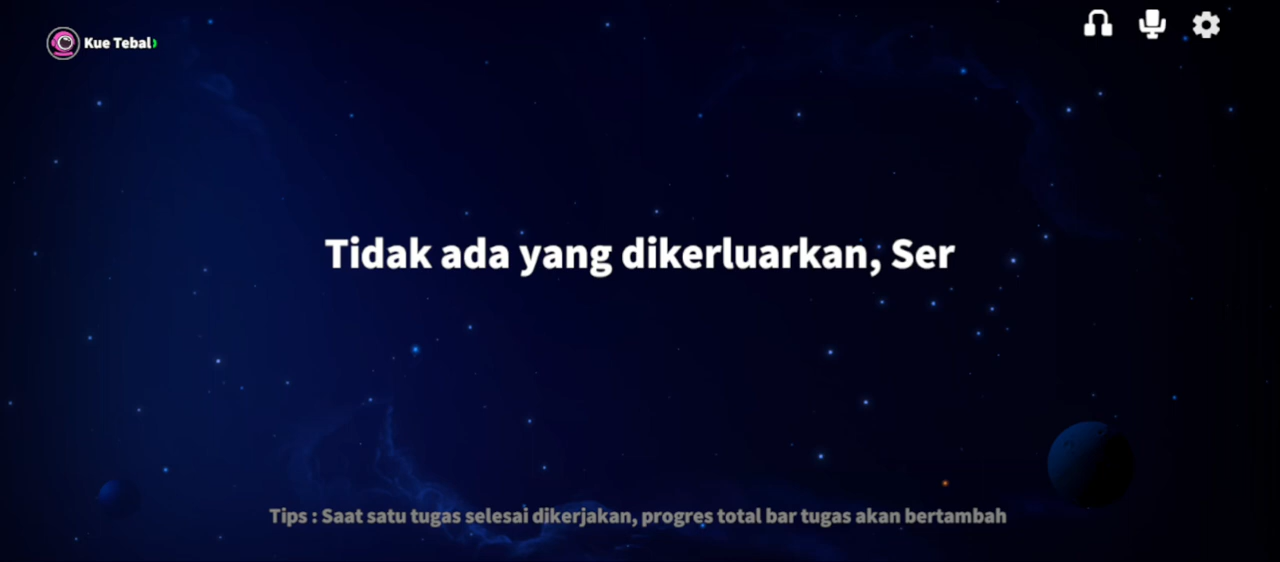 Kue Tebal
Tidak ada yang dikerluarkan, Ser
Tips : Saat satu tugas selesai dikerjakan, progres total bar tugas akan bertambah